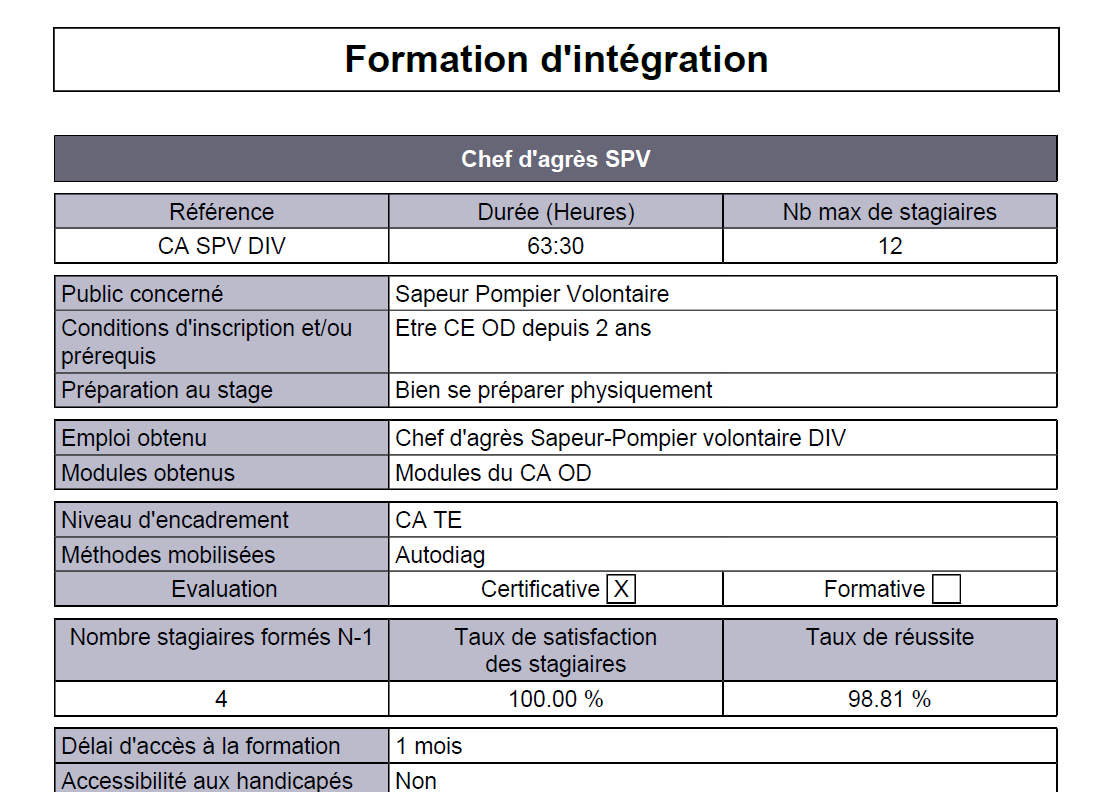 Formation d'intégration
Chef d'agrès SPV
Référence Durée (Heures) Nb max de stagiaires
CA SPV DIV 63:30 12
Public concerné Sapeur Pompier Volontaire
Conditions d'inscription et/ou Etre CE OD depuis 2 ans
prérequis
Préparation au stage Bien se préparer physiquement
Emploi obtenu Chef d'agrès Sapeur-Pompier volontaire DIV
Modules obtenus Modules du CA OD
Niveau d'encadrement CA TE
Méthodes mobilisées Autodiag
Evaluation Certificative X Formative
Nombre stagiaires formés N-1 Taux de satisfaction Taux de réussite
des stagiaires
4 100.00 % 98.81 %
Délai d'accès à la formation 1 mois
Accessibilité aux handicapés Non